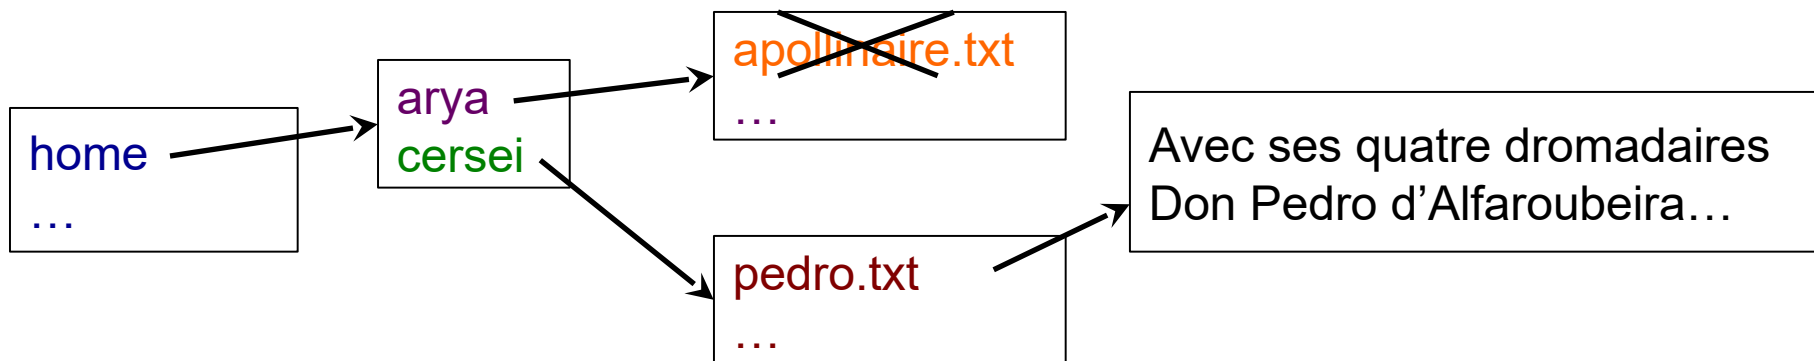 home
…
arya
cersei
apollinaire.txt
…
pedro.txt
…
Avec ses quatre dromadaires
Don Pedro d’Alfaroubeira…